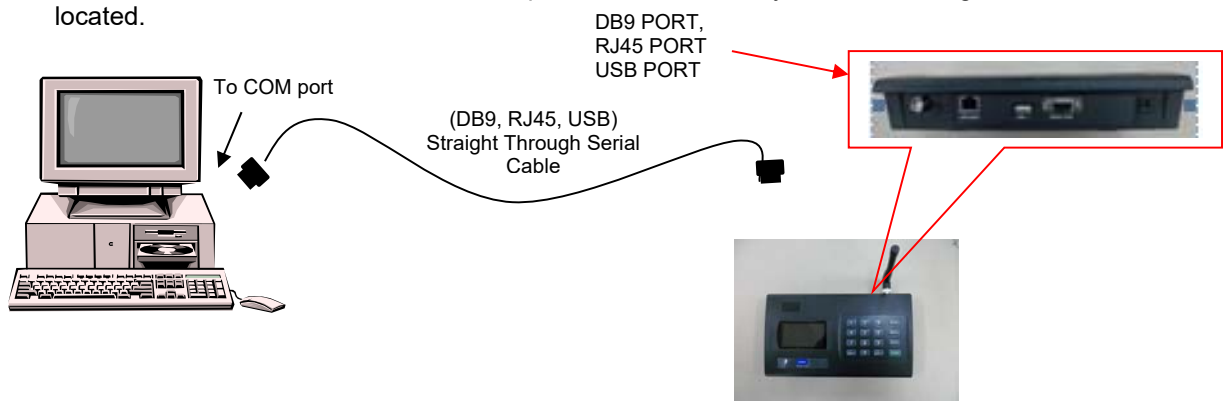 located.
DB9 PORT,
RJ45 PORT
USB PORT
To COM port
(DB9, RJ45, USB)
Straight Through Serial
Cable